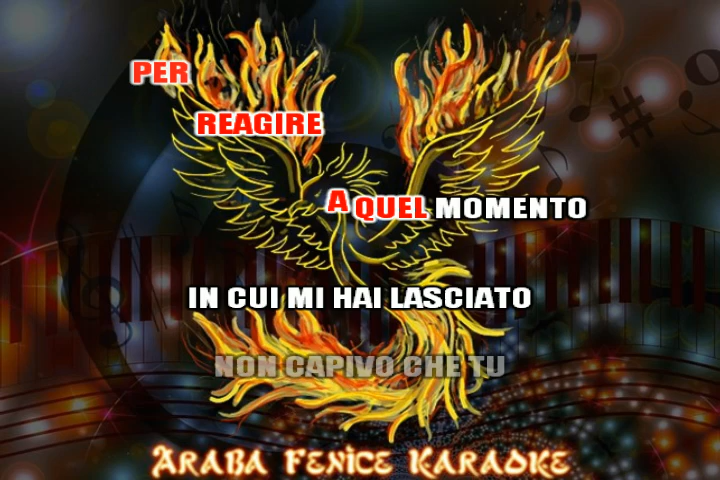 PER
REAGIRE
A QUEL MOMENTO
IN CUI MI HAI LASCIATO
NON CAPIVO CHE TU
ARABA FENICE KARAOKE